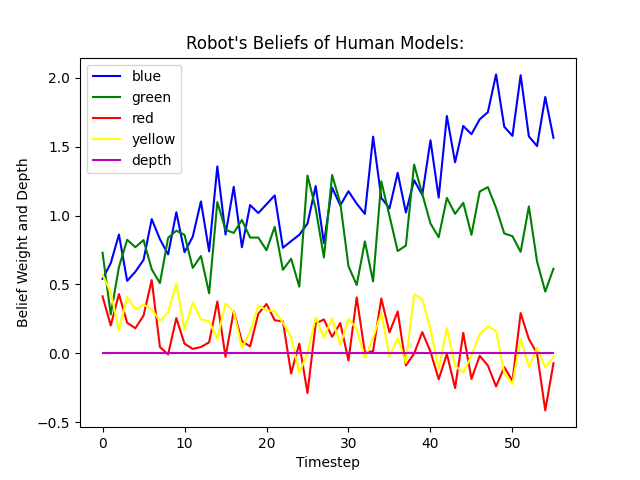 Robot's Beliefs of Human Models:
blue
green
red
yellow
depth
Belief Weight and Depth
2.0
1.5
1.0
0.5
0.0
−0.5
0 10 20 30 40 50
Timestep